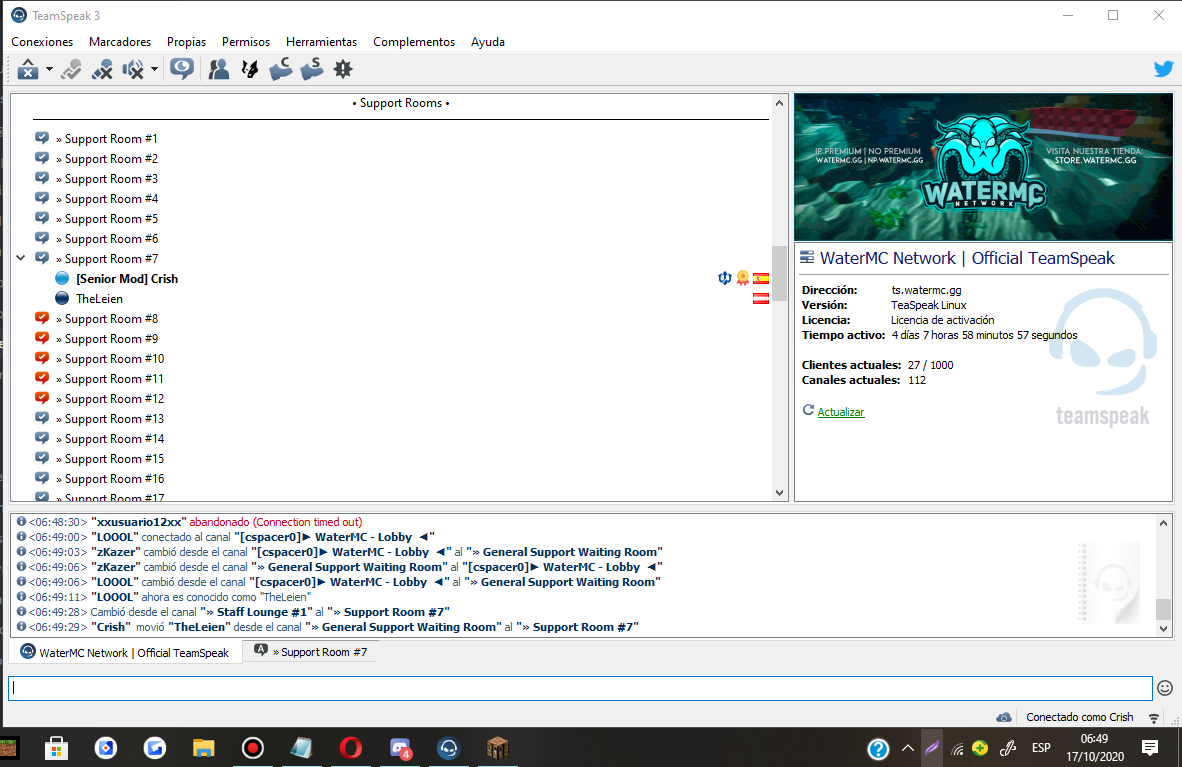 TeamSpeak 3
Conexiones Marcadores Propias Permisos Herramientas Complementos Ayuda
C S
• Support Rooms •
» Support Room #1
» Support Room #2
» Support Room #3
» Support Room #4
» Support Room #5
» Support Room #6
» Support Room #7
[Senior Mod] Crish
TheLeien
» Support Room #8
» Support Room #9
» Support Room #10
» Support Room #11
» Support Room #12
» Support Room #13
» Support Room #14
» Support Room #15
» Support Room #16
» Support Room #17
IP PREMIUM | NO PREMIUM
WATERMC.GG | NP.WATERMC.GG
VISITA NUESTRA TIENDA:
STORE.WATERMC.GG
WATERMC
NETWORK
WaterMC Network | Official TeamSpeak
Dirección: ts.watermc.gg
Versión: TeaSpeak Linux
Licencia: Licencia de activación
Tiempo activo: 4 días 7 horas 58 minutos 57 segundos
Clientes actuales: 27 / 1000
Canales actuales: 112
Actualizar
teamspeak
<06:48:30> "xxusuario12xx" abandonado (Connection timed out)
<06:49:00> "LOOOL" conectado al canal "[cspacer0]► WaterMC - Lobby ◄"
<06:49:03> "zKazer" cambió desde el canal "[cspacer0]► WaterMC - Lobby ◄" al "» General Support Waiting Room"
<06:49:06> "zKazer" cambió desde el canal "» General Support Waiting Room" al "[cspacer0]► WaterMC - Lobby ◄"
<06:49:06> "LOOOL" cambió desde el canal "[cspacer0]► WaterMC - Lobby ◄" al "» General Support Waiting Room"
<06:49:11> "LOOOL" ahora es conocido como "TheLeien"
<06:49:28> Cambió desde el canal "» Staff Lounge #1" al "» Support Room #7"
<06:49:29> "Crish" movió "TheLeien" desde el canal "» General Support Waiting Room" al "» Support Room #7"
WaterMC Network | Official TeamSpeak
A » Support Room #7
Conectado como Crish
4
ESP
06:49
17/10/2020